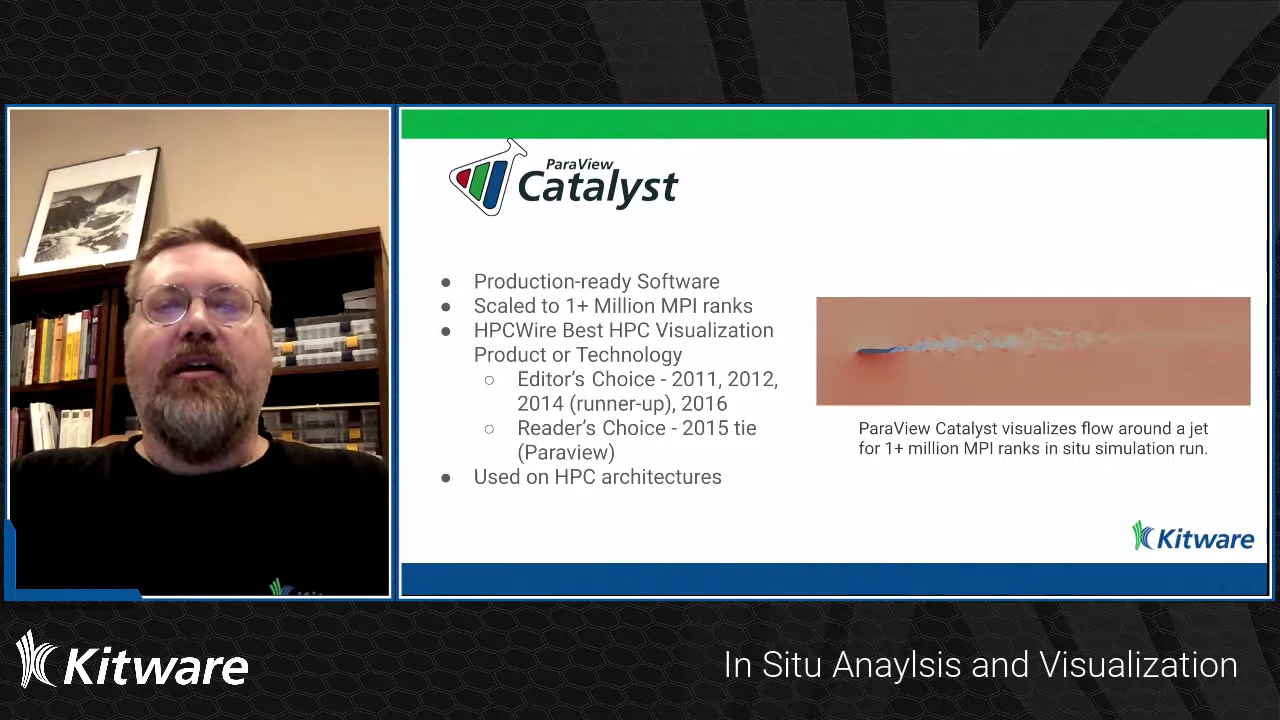 ParaView
Catalyst
● Production-ready Software
● Scaled to 1+ Million MPI ranks
● HPCWire Best HPC Visualization
Product or Technology
○ Editor's Choice - 2011, 2012,
2014 (runner-up), 2016
○ Reader's Choice - 2015 tie
(Paraview)
● Used on HPC architectures
ParaView Catalyst visualizes flow around a jet
for 1+ million MPI ranks in situ simulation run.
Kitware
Kitware
In Situ Anaylsis and Visualization